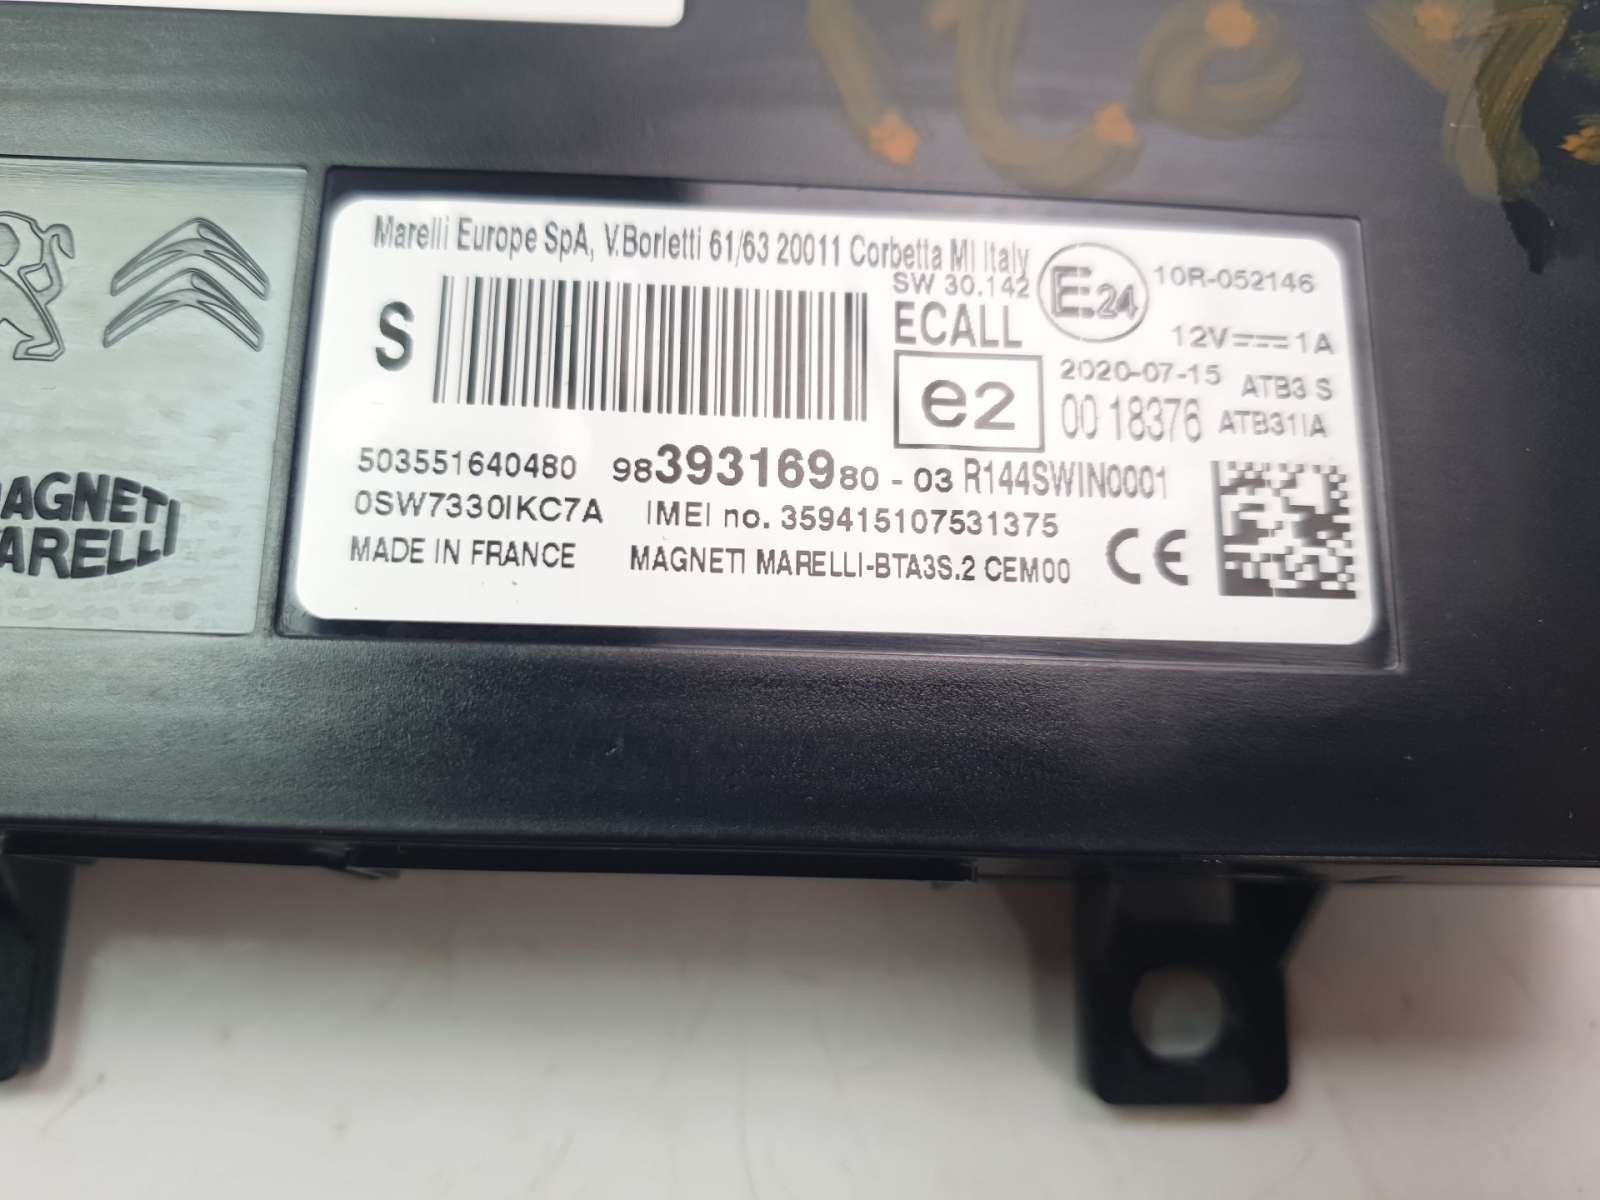 Marelli Europe SpA, V.Borletti 61/63 20011 Corbetta MI Italy
SW 30.142
ECALL
E24
10R-052146
12V 1A
S
e2
2020-07-15 ATB3 S
00 18376 ATB31IA
503551640480 9839316980 - 03 R144SWIN0001
0SW7330IKC7A IMEI no. 359415107531375
MADE IN FRANCE MAGNETI MARELLI-BTA3S.2 CEM00
CE
MAGNETI
MARELLI